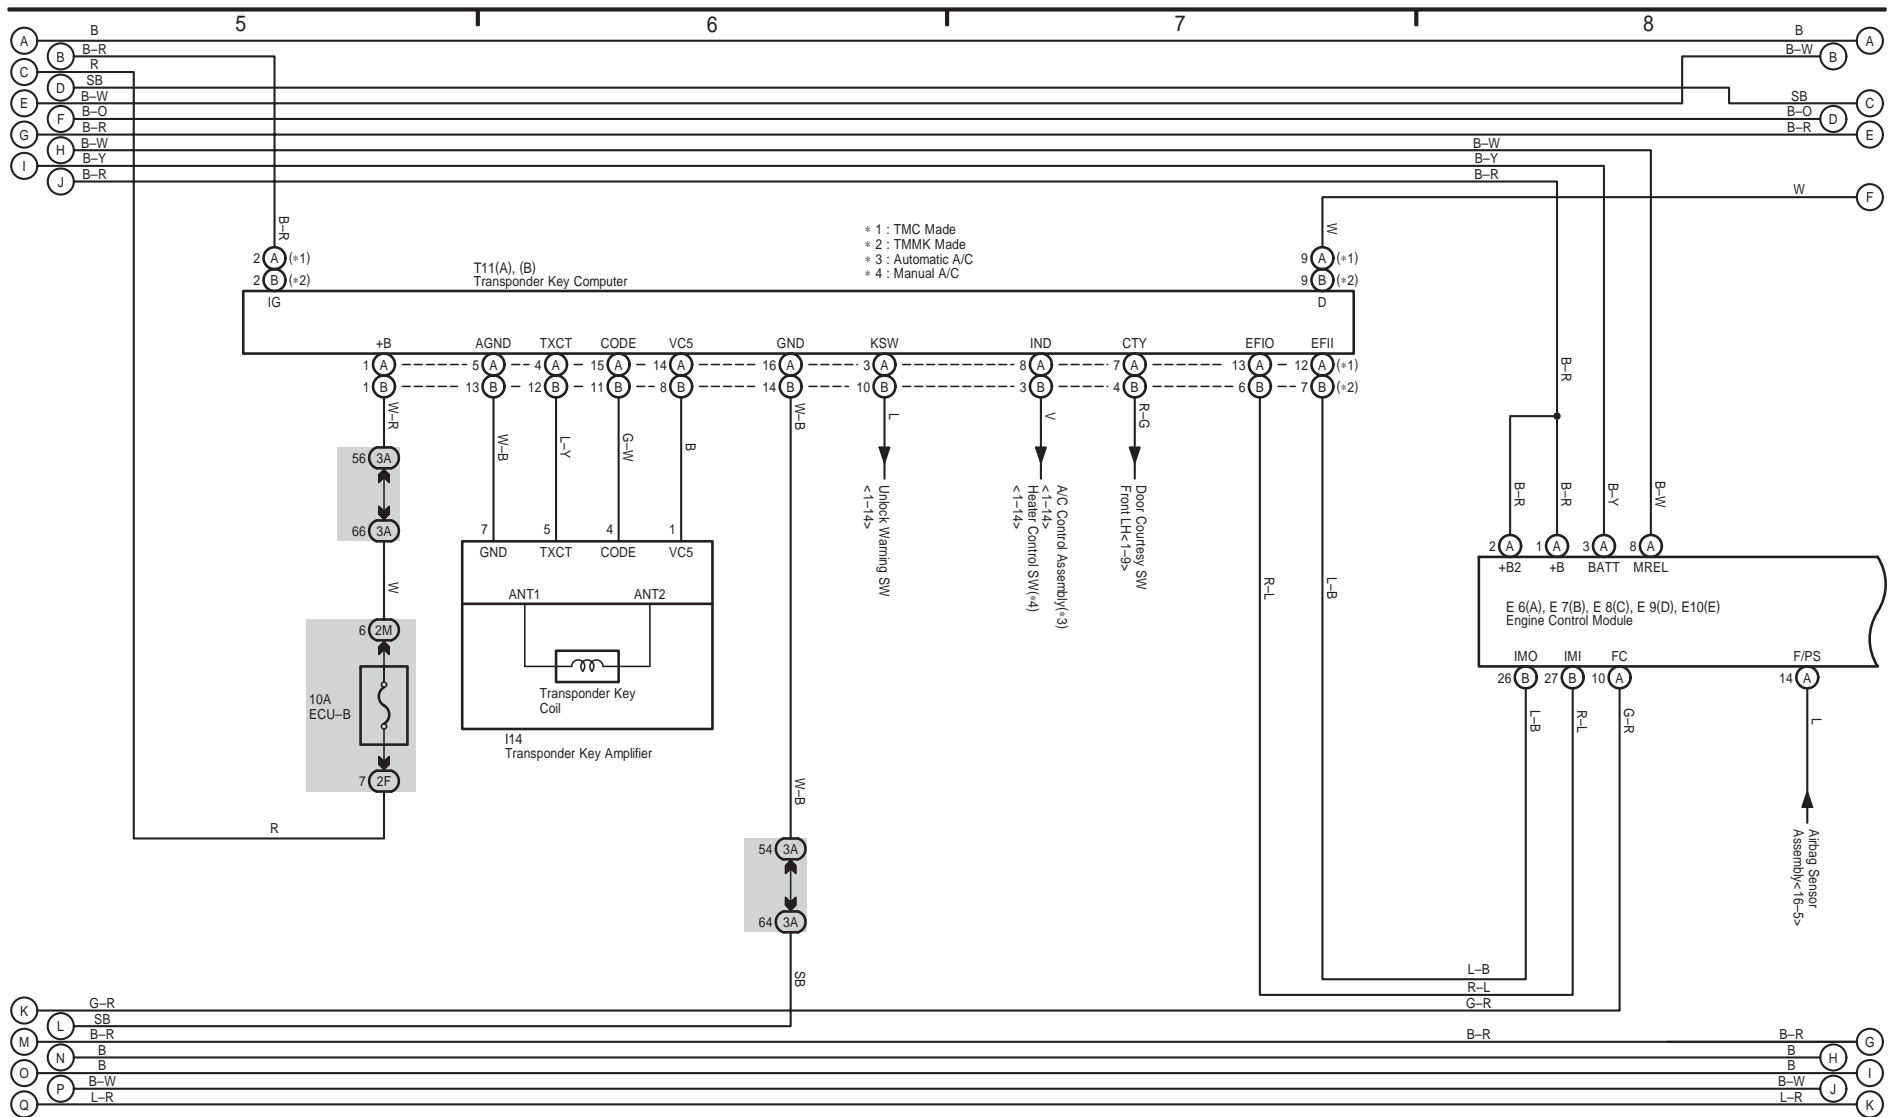 5 6 7 8
A B B A
B B–R B–W B
C R
D SB
E B–W SB C
F B–O B–O D
G B–R B–R E
H B–W B–W
I B–Y B–Y
J B–R B–R
W F
B–R
W
* 1 : TMC Made
* 2 : TMMK Made
* 3 : Automatic A/C
* 4 : Manual A/C
2 A (*1)
2 B (*2)
IG
T11(A), (B)
Transponder Key Computer
9 A (*1)
9 B (*2)
D
+B AGND TXCT CODE VC5 GND KSW IND CTY EFIO EFII
1 A 5 A 4 A 15 A 14 A 16 A 3 A 8 A 7 A 13 A 12 A (*1)
1 B 13 B 12 B 11 B 8 B 14 B 10 B 3 B 4 B 6 B 7 B (*2)
W–R
W–B
L–Y
G–W
B
W–B
L
V
R–G
B–R
56 3A
66 3A
W
6 2M
10A
ECU–B
7 2F
R
7 5 4 1
GND TXCT CODE VC5
ANT1 ANT2
Transponder Key
Coil
I14
Transponder Key Amplifier
Unlock Warning SW
<1–14>
A/C Control Assembly(*3)
<1–14>
Heater Control SW(*4)
<1–14>
Door Courtesy SW
Front LH<1–9>
R–L
L–B
W–B
54 3A
64 3A
SB
B–R
B–R
B–Y
B–W
2 A 1 A 3 A 8 A
+B2 +B BATT MREL
E 6(A), E 7(B), E 8(C), E 9(D), E10(E)
Engine Control Module
IMO IMI FC F/PS
26 B 27 B 10 A 14 A
L–B
R–L
G–R
L
Airbag Sensor
Assembly<16–5>
L–B
R–L
K G–R G–R
L SB
M B–R B–R B–R G
N B B H
O B B I
P B–W B–W J
Q L–R L–R K